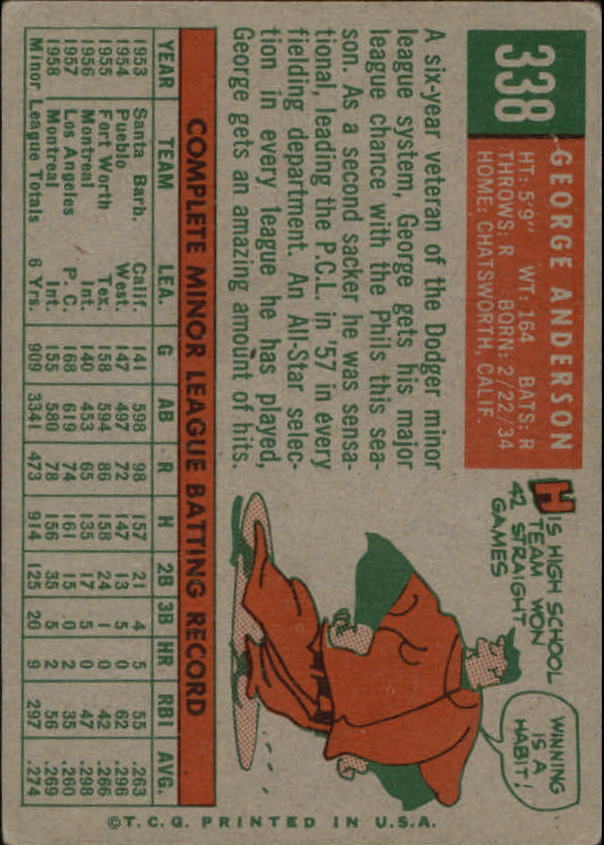 338
GEORGE ANDERSON
HT: 5'9" WT: 164 BATS: R
THROWS: R BORN: 2/22/34
HOME: CHATSWORTH, CALIF.
A six-year veteran of the Dodger minor
league system, George gets his major
league chance with the Phils this sea-
son. As a second sacker he was sensa-
tional, leading the P.C.L. in '57 in every
fielding department. An All-Star selec-
tion in every league he has played,
George gets an amazing amount of hits.
HIS HIGH SCHOOL
TEAM WON
42 STRAIGHT
GAMES
WINNING
IS A
HABIT!
COMPLETE MINOR LEAGUE BATTING RECORD
YEAR TEAM LEA. G AB R H 2B 3B HR RBI AVG.
1953 Santa Barb. Calif. 141 598 98 157 21 4 5 55 .263
1954 Pueblo West. 147 497 72 147 13 5 0 62 .296
1955 Fort Worth Tex. 158 594 86 158 24 1 0 42 .266
1956 Montreal Int. 140 453 65 135 17 5 0 47 .298
1957 Los Angeles P. C. 168 619 74 161 15 0 2 35 .260
1958 Montreal Int. 155 580 78 156 35 5 2 56 .269
Minor League Totals 6 Yrs. 909 3341 473 914 125 20 9 297 .274
©T.C.G. PRINTED IN U.S.A.